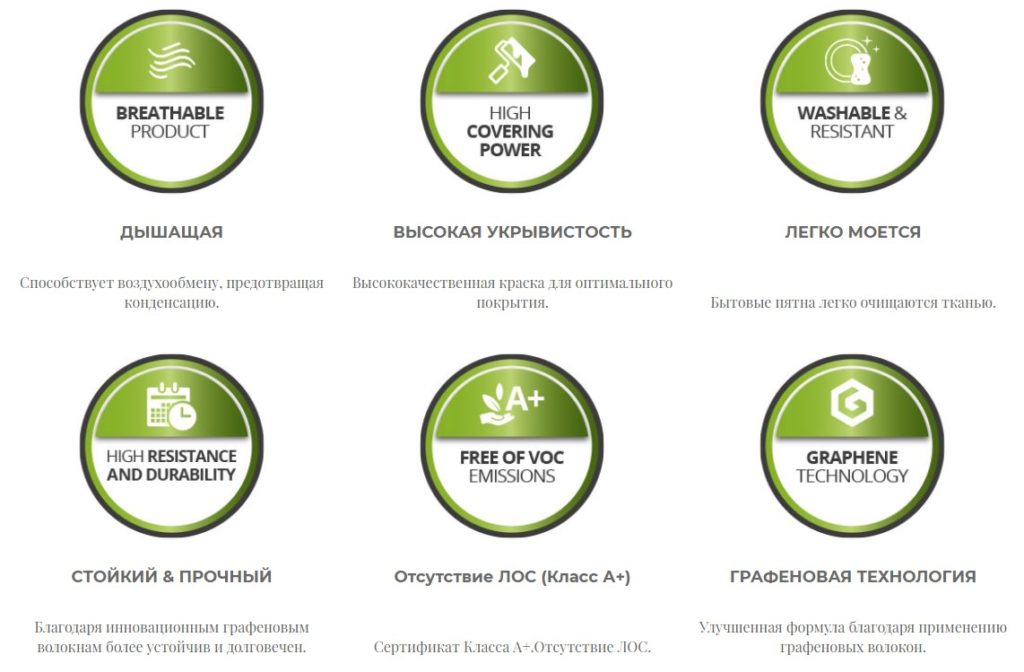 BREATHABLE
PRODUCT
ДЫШАЩАЯ
Способствует воздухообмену, предотвращая
конденсацию.
HIGH
COVERING
POWER
ВЫСОКАЯ УКРЫВИСТОСТЬ
Высококачественная краска для оптимального
покрытия.
WASHABLE &
RESISTANT
ЛЕГКО МОЕТСЯ
Бытовые пятна легко очищаются тканью.
HIGH RESISTANCE
AND DURABILITY
СТОЙКИЙ & ПРОЧНЫЙ
Благодаря инновационным графеновым
волокнам более устойчив и долговечен.
A+
FREE OF VOC
EMISSIONS
Отсутствие ЛОС (Класс А+)
Сертификат Класса А+.Отсутствие ЛОС.
GRAPHENE
TECHNOLOGY
ГРАФЕНОВАЯ ТЕХНОЛОГИЯ
Улучшенная формула благодаря применению
графеновых волокон.